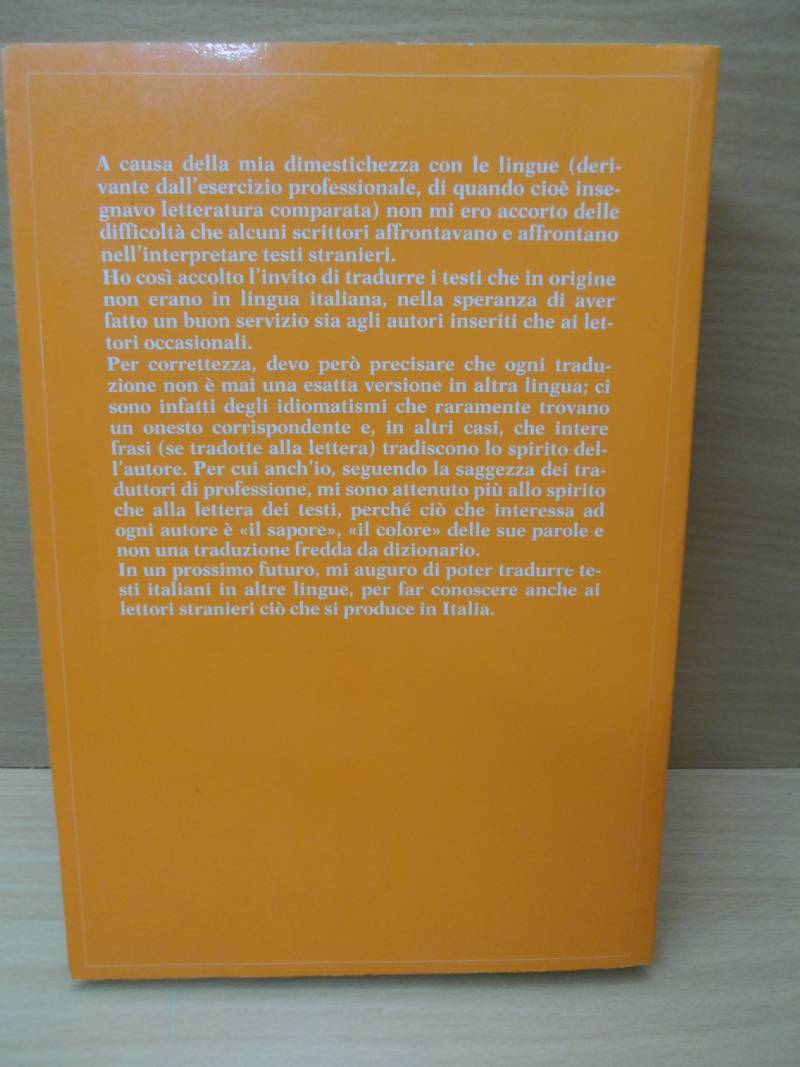 A causa della mia dimestichezza con le lingue (deri-
vante dall'esercizio professionale, di quando cioè inse-
gnavo letteratura comparata) non mi ero accorto delle
difficoltà che alcuni scrittori affrontavano e affrontano
nell'interpretare testi stranieri.
Ho così accolto l'invito di tradurre i testi che in origine
non erano in lingua italiana, nella speranza di aver
fatto un buon servizio sia agli autori inseriti che ai let-
tori occasionali.
Per correttezza, devo però precisare che ogni tradu-
zione non è mai una esatta versione in altra lingua; ci
sono infatti degli idiomatismi che raramente trovano
un onesto corrispondente e, in altri casi, che intere
frasi (se tradotte alla lettera) tradiscono lo spirito del-
l'autore. Per cui anch'io, seguendo la saggezza dei tra-
duttori di professione, mi sono attenuto più allo spirito
che alla lettera dei testi, perché ciò che interessa ad
ogni autore è «il sapore», «il colore» delle sue parole e
non una traduzione fredda da dizionario.
In un prossimo futuro, mi auguro di poter tradurre te-
sti italiani in altre lingue, per far conoscere anche ai
lettori stranieri ciò che si produce in Italia.